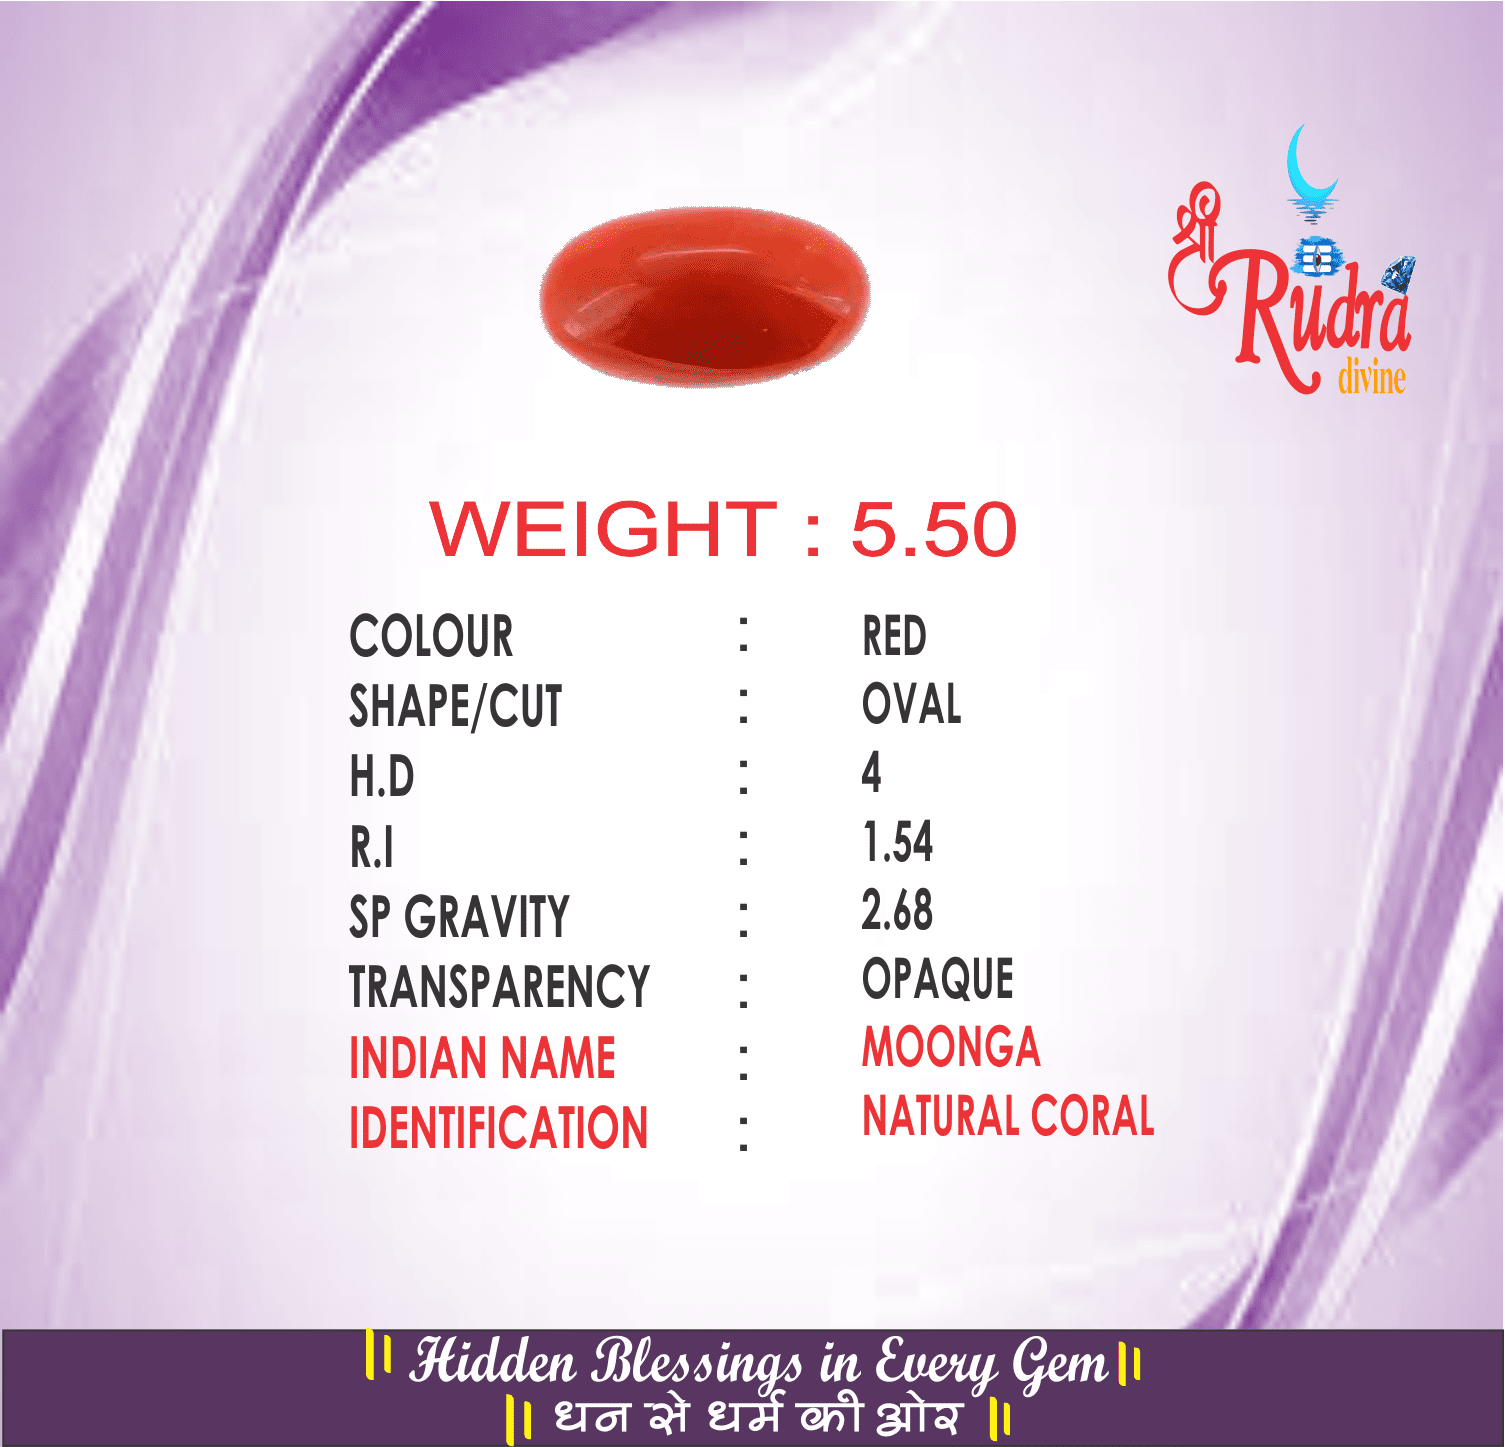 श्री
Rudra
divine
WEIGHT : 5.50
COLOUR : RED
SHAPE/CUT : OVAL
H.D : 4
R.I : 1.54
SP GRAVITY : 2.68
TRANSPARENCY : OPAQUE
INDIAN NAME : MOONGA
IDENTIFICATION : NATURAL CORAL
|| Hidden Blessings in Every Gem ||
|| धन से धर्म की ओर ||